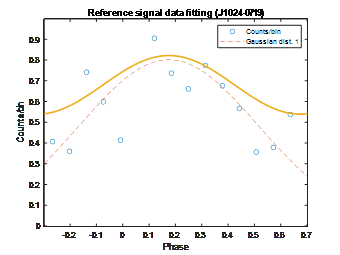 Reference signal data fitting (J1024-0719)
Counts/bin
Gaussian dist. 1
Counts/bin
0.9
0.8
0.7
0.6
0.5
0.4
0.3
0.2
0.1
0
-0.2 -0.1 0 0.1 0.2 0.3 0.4 0.5 0.6 0.7
Phase